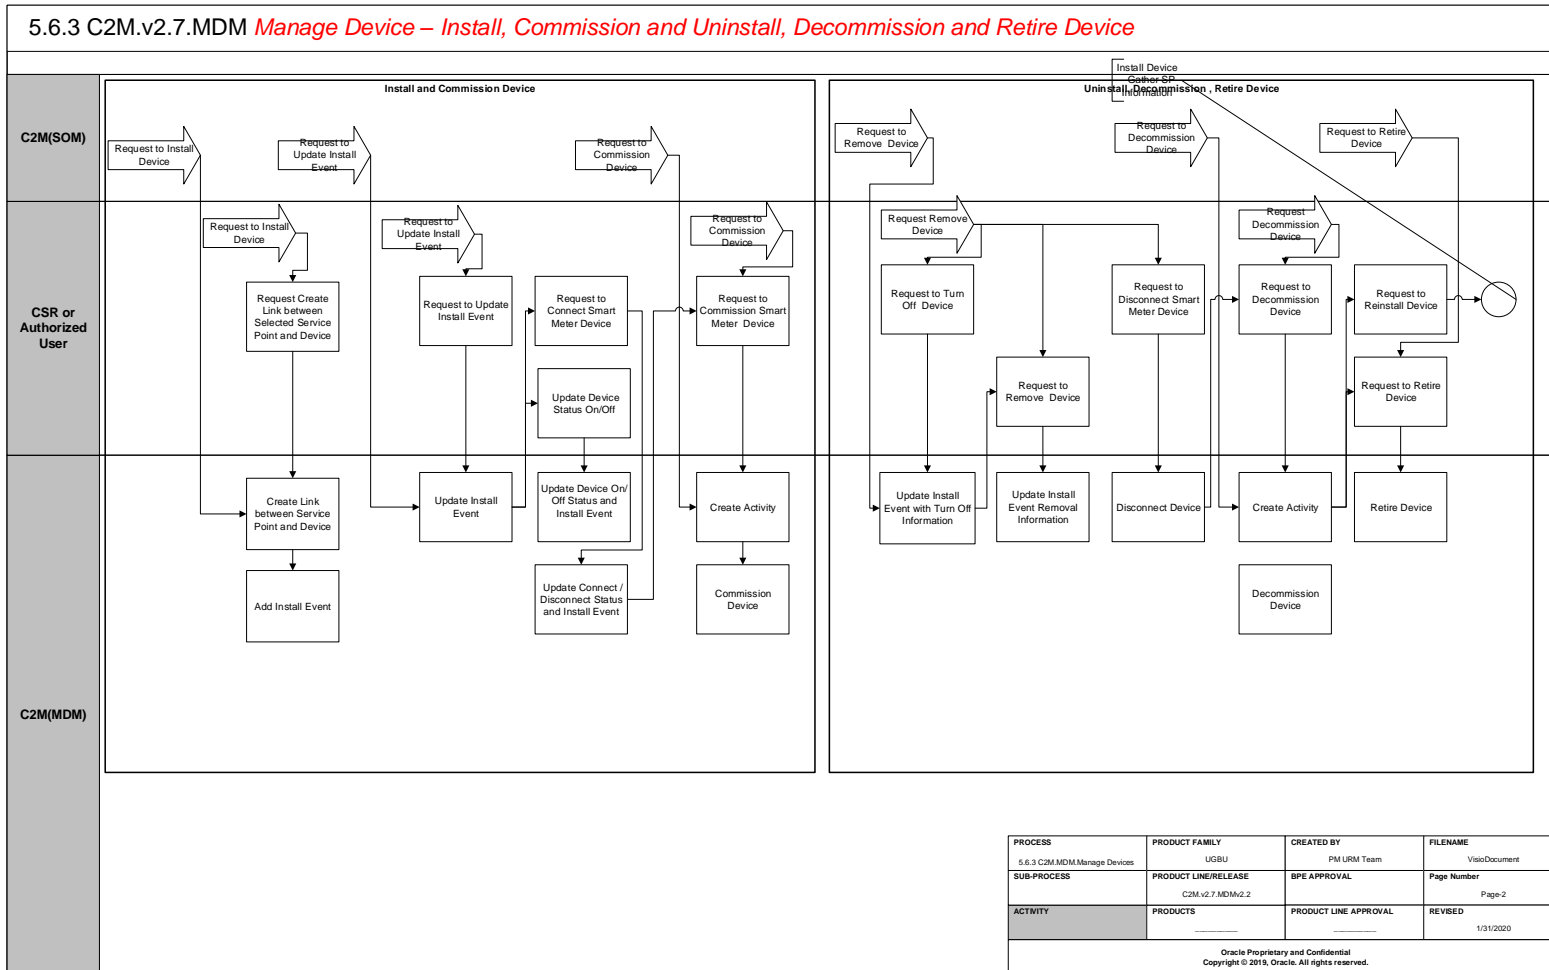 5.6.3 C2M.v2.7.MDM Manage Device – Install, Commission and Uninstall, Decommission and Retire Device
Install Device
Gather SP
Information
Install and Commission Device
Uninstall, Decommission , Retire Device
C2M(SOM)
Request to Install
Device
Request to
Update Install
Event
Request to
Commission
Device
Request to
Remove Device
Request to
Decommission
Device
Request to Retire
Device
CSR or
Authorized
User
Request to Install
Device
Request to
Update Install
Event
Request to
Commission
Device
Request Remove
Device
Request
Decommission
Device
Request Create
Link between
Selected Service
Point and Device
Request to Update
Install Event
Request to
Connect Smart
Meter Device
Request to
Commission Smart
Meter Device
Request to Turn
Off Device
Request to
Disconnect Smart
Meter Device
Request to
Decommission
Device
Request to
Reinstall Device
Update Device
Status On/Off
Request to
Remove Device
Request to Retire
Device
C2M(MDM)
Create Link
between Service
Point and Device
Update Install
Event
Update Device On/
Off Status and
Install Event
Create Activity
Update Install
Event with Turn Off
Information
Update Install
Event Removal
Information
Disconnect Device
Create Activity
Retire Device
Add Install Event
Update Connect /
Disconnect Status
and Install Event
Commission
Device
Decommission
Device
PROCESS
5.6.3 C2M.MDM.Manage Devices
PRODUCT FAMILY
UGBU
CREATED BY
PM URM Team
FILENAME
VisioDocument
SUB-PROCESS
PRODUCT LINE/RELEASE
C2M.v2.7.MDMv2.2
BPE APPROVAL
Page Number
Page-2
ACTIVITY
PRODUCTS
PRODUCT LINE APPROVAL
REVISED
1/31/2020
Oracle Proprietary and Confidential
Copyright © 2019, Oracle. All rights reserved.